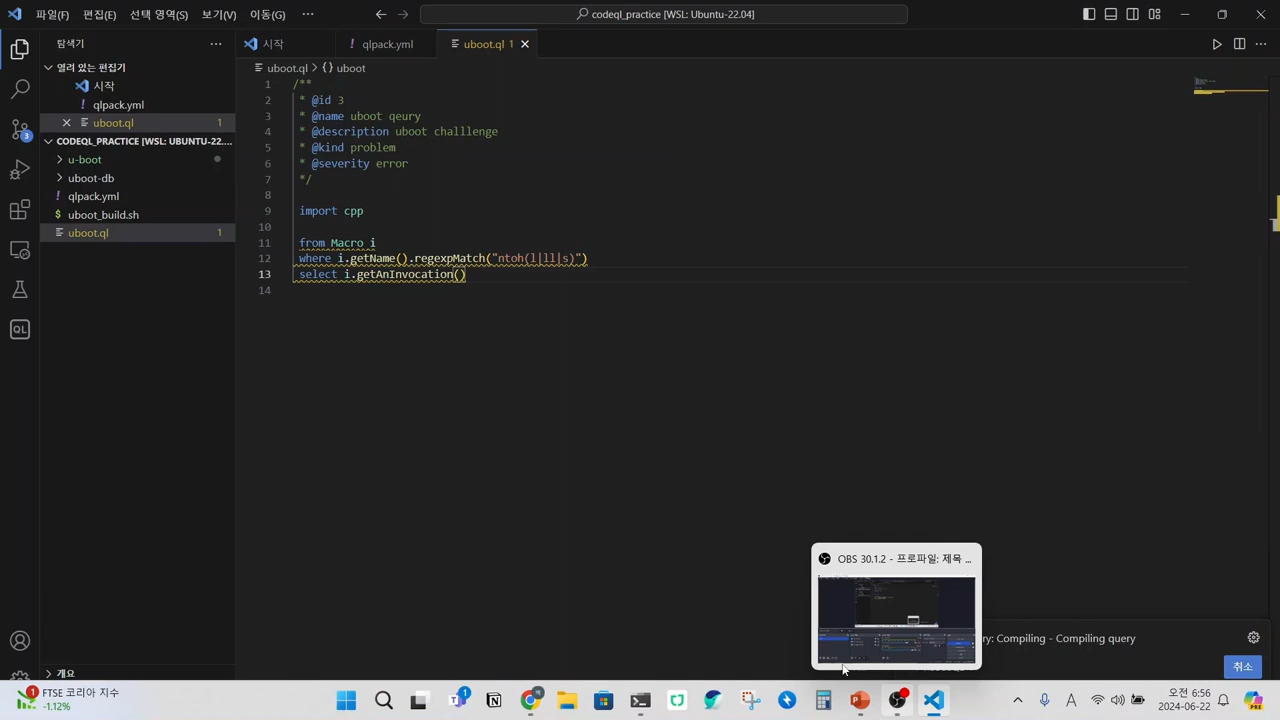 파일(F) 편집(E) 선택 영역(S) 보기(V) 이동(G) ··· codeql_practice [WSL: Ubuntu-22.04]
탐색기 ···
시작 qlpack.yml uboot.ql 1
열려 있는 편집기
시작
qlpack.yml
uboot.ql 1
CODEQL_PRACTICE [WSL: UBUNTU-22....
u-boot
uboot-db
qlpack.yml
uboot_build.sh
uboot.ql 1
3
QL
uboot.ql > {} uboot
1 /**
2 * @id 3
3 * @name uboot qeury
4 * @description uboot challlenge
5 * @kind problem
6 * @severity error
7 */
8
9 import cpp
10
11 from Macro i
12 where i.getName().regexpMatch("ntoh(l|ll|s)")
13 select i.getAnInvocation()
14
OBS 30.1.2 - 프로파일: 제목 ...
ry: Compiling - Compiling query
취소
개요
1 FTSE 코리아 지수
-1.12%
1
A
오전 6:56
2024-06-22